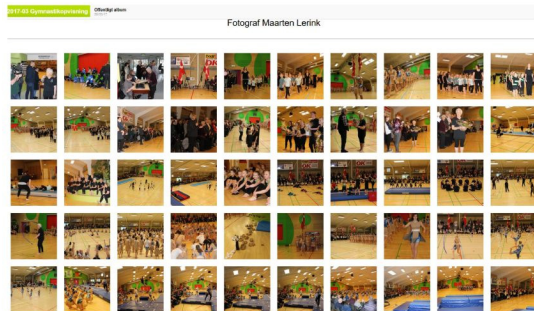 2017-03 Gymnastikopvisning
Offentligt album
Fotograf Maarten Lerink